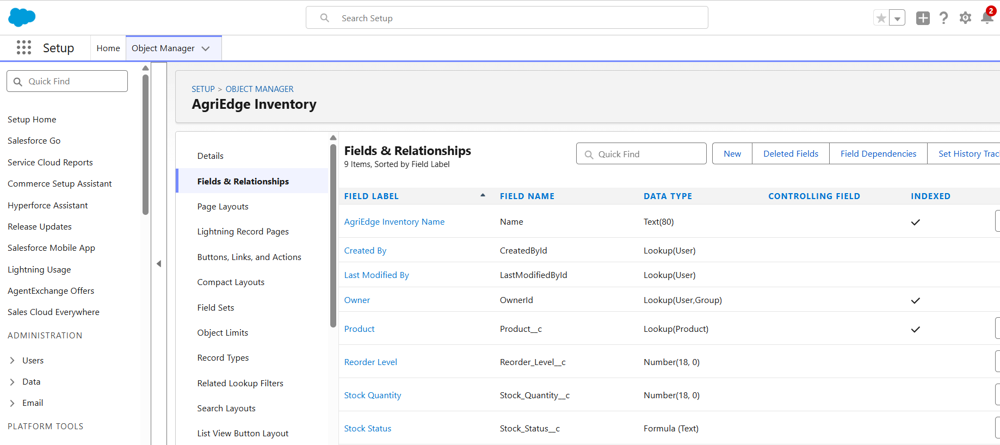 Search Setup
2
Setup
Home
Object Manager
Quick Find
Setup Home
Salesforce Go
Service Cloud Reports
Commerce Setup Assistant
Hyperforce Assistant
Release Updates
Salesforce Mobile App
Lightning Usage
AgentExchange Offers
Sales Cloud Everywhere
ADMINISTRATION
Users
Data
Email
PLATFORM TOOLS
SETUP > OBJECT MANAGER
AgriEdge Inventory
Details
Fields & Relationships
Page Layouts
Lightning Record Pages
Buttons, Links, and Actions
Compact Layouts
Field Sets
Object Limits
Record Types
Related Lookup Filters
Search Layouts
List View Button Layout
Fields & Relationships
9 Items, Sorted by Field Label
Quick Find
New
Deleted Fields
Field Dependencies
Set History Trac
FIELD LABEL FIELD NAME DATA TYPE CONTROLLING FIELD INDEXED
AgriEdge Inventory Name Name Text(80)
Created By CreatedById Lookup(User)
Last Modified By LastModifiedById Lookup(User)
Owner OwnerId Lookup(User,Group)
Product Product__c Lookup(Product)
Reorder Level Reorder_Level__c Number(18, 0)
Stock Quantity Stock_Quantity__c Number(18, 0)
Stock Status Stock_Status__c Formula (Text)